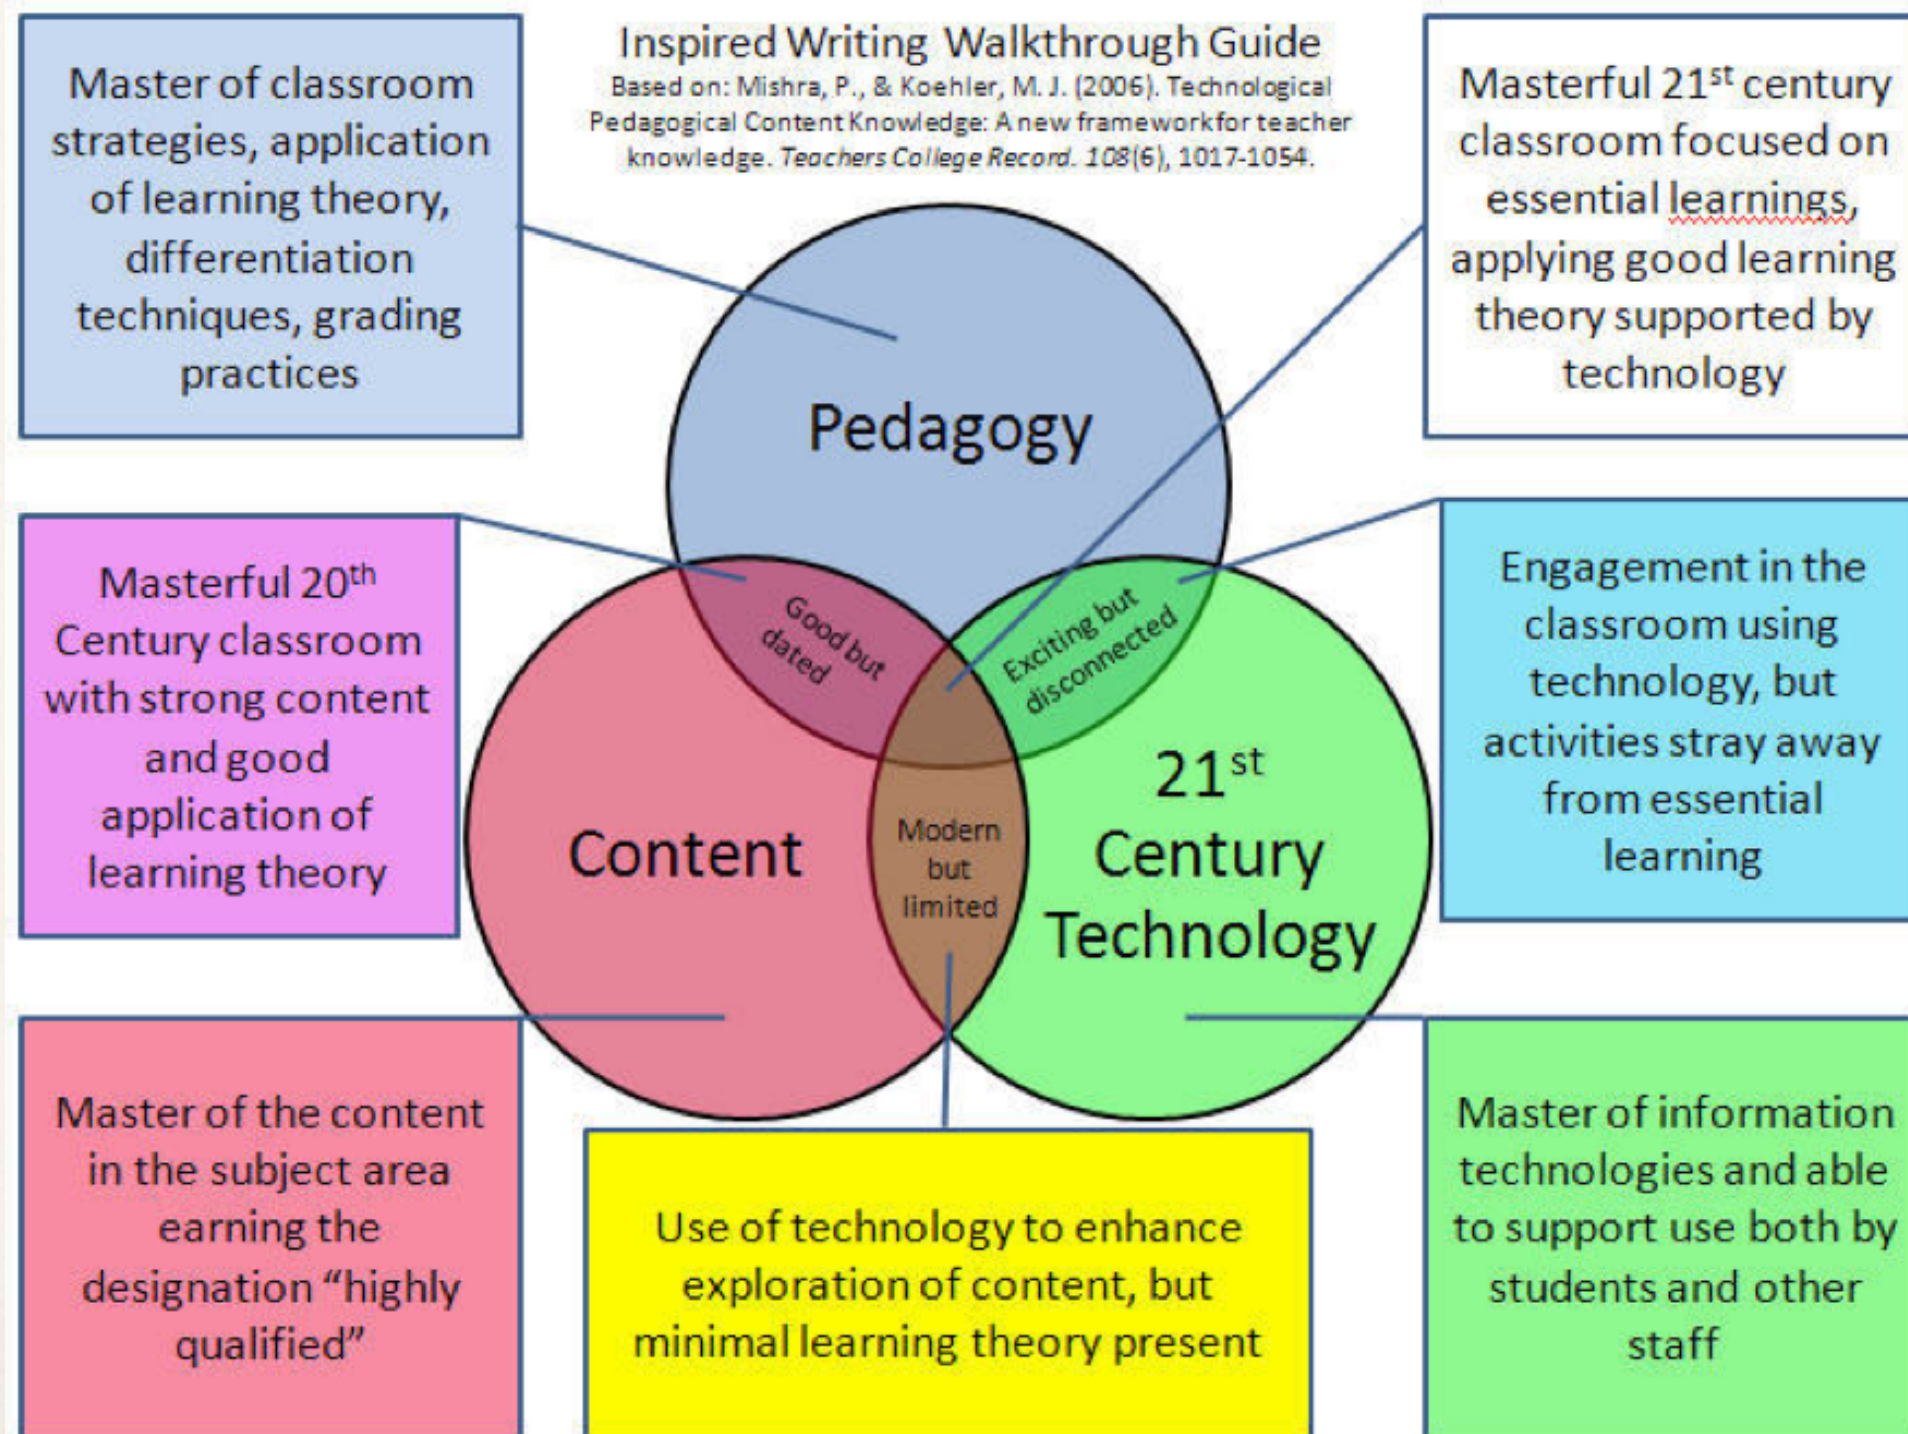 Inspired Writing Walkthrough Guide
Based on: Mishra, P., & Koehler, M. J. (2006). Technological
Pedagogical Content Knowledge: A new framework for teacher
knowledge. Teachers College Record. 108(6), 1017-1054.
Master of classroom
strategies, application
of learning theory,
differentiation
techniques, grading
practices
Masterful 21st century
classroom focused on
essential learnings,
applying good learning
theory supported by
technology
Pedagogy
Masterful 20th
Century classroom
with strong content
and good
application of
learning theory
Good but
dated
Exciting but
disconnected
Engagement in the
classroom using
technology, but
activities stray away
from essential
learning
Content
Modern
but
limited
21st
Century
Technology
Master of the content
in the subject area
earning the
designation “highly
qualified”
Use of technology to enhance
exploration of content, but
minimal learning theory present
Master of information
technologies and able
to support use both by
students and other
staff